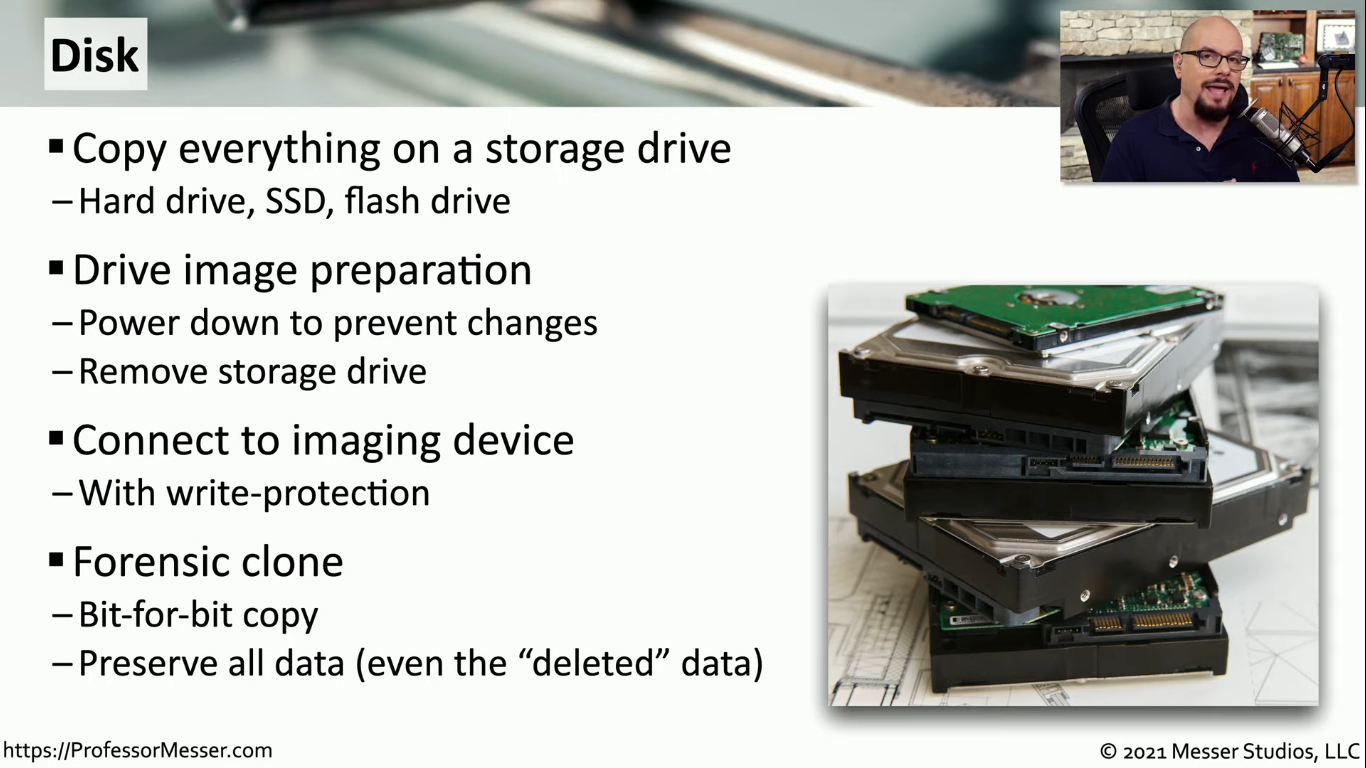 Disk
▪ Copy everything on a storage drive
– Hard drive, SSD, flash drive
▪ Drive image preparation
– Power down to prevent changes
– Remove storage drive
▪ Connect to imaging device
– With write-protection
▪ Forensic clone
– Bit-for-bit copy
– Preserve all data (even the “deleted” data)
https://ProfessorMesser.com
© 2021 Messer Studios, LLC